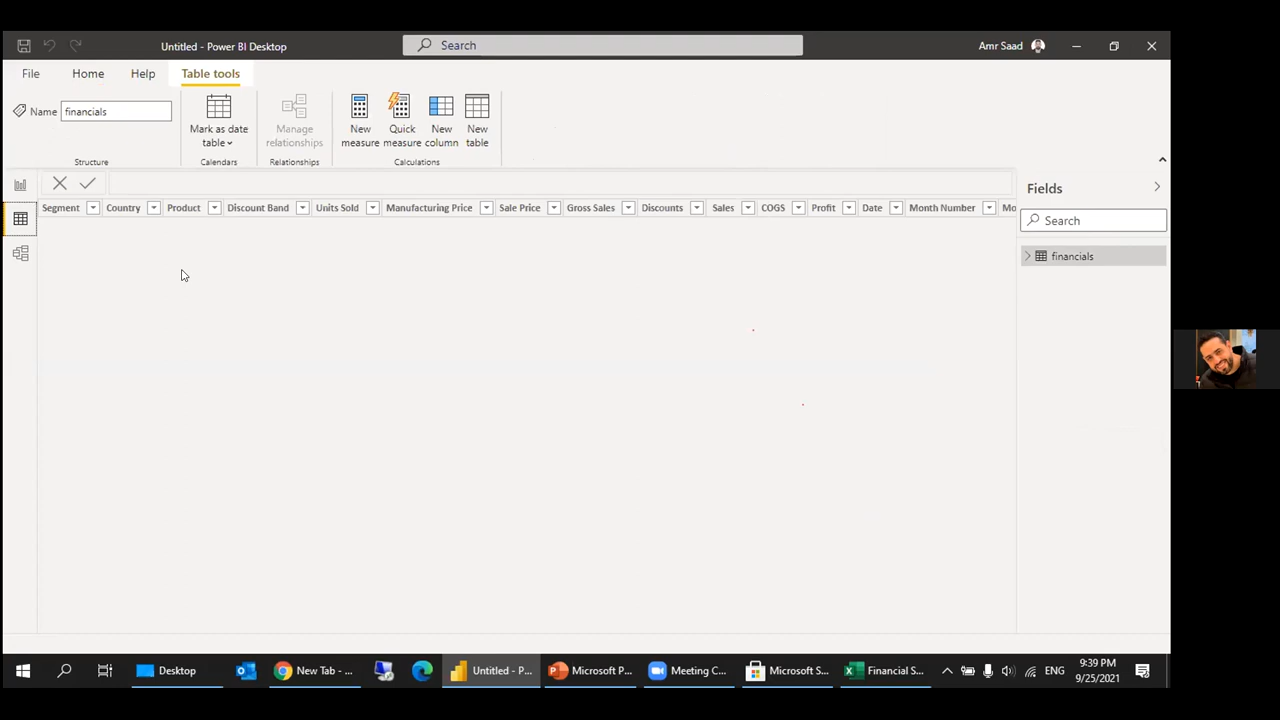 Untitled - Power BI Desktop
Search
Amr Saad
File
Home
Help
Table tools
Name
financials
Mark as date
table
Manage
relationships
New
measure
Quick
measure
New
column
New
table
Structure
Calendars
Relationships
Calculations
Segment
Country
Product
Discount Band
Units Sold
Manufacturing Price
Sale Price
Gross Sales
Discounts
Sales
COGS
Profit
Date
Month Number
Mo
Fields
Search
financials
Desktop
New Tab - ...
Untitled - P...
Microsoft P...
Meeting C...
Microsoft S...
Financial S...
ENG
9:39 PM
9/25/2021